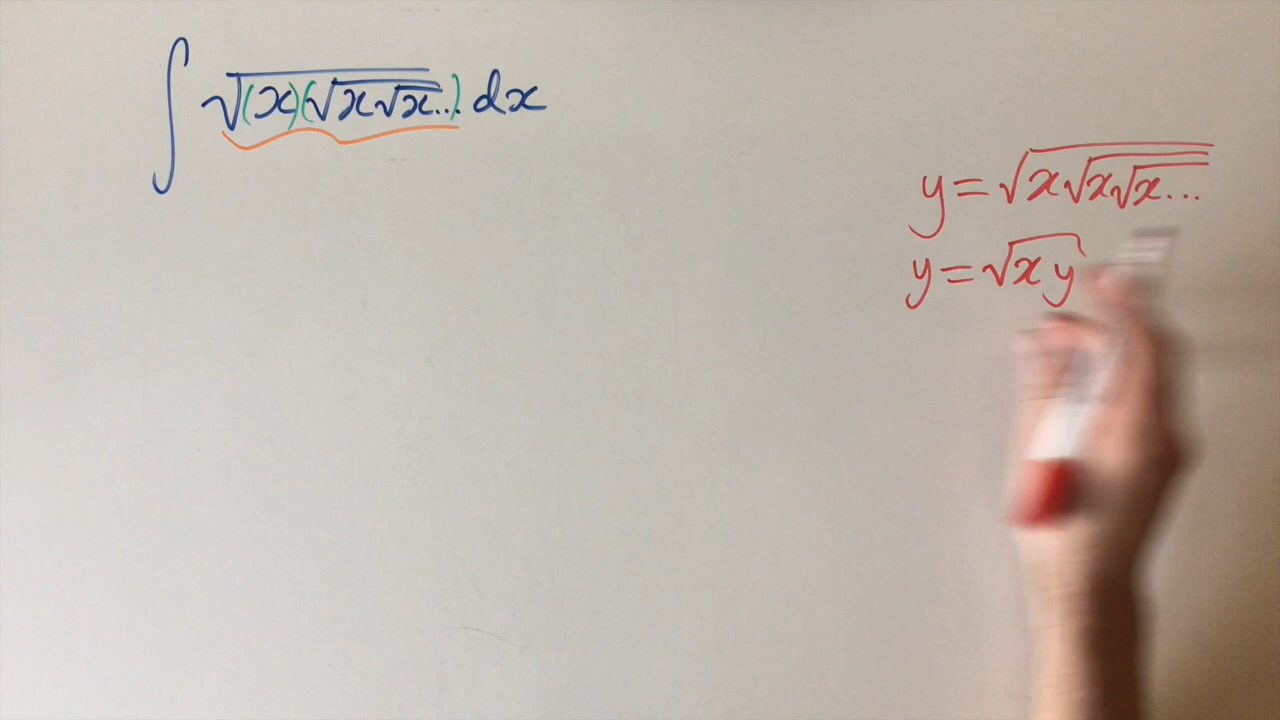 ∫ √(x)(√x√x...) dx
y = √x√x√x...
y = √xy